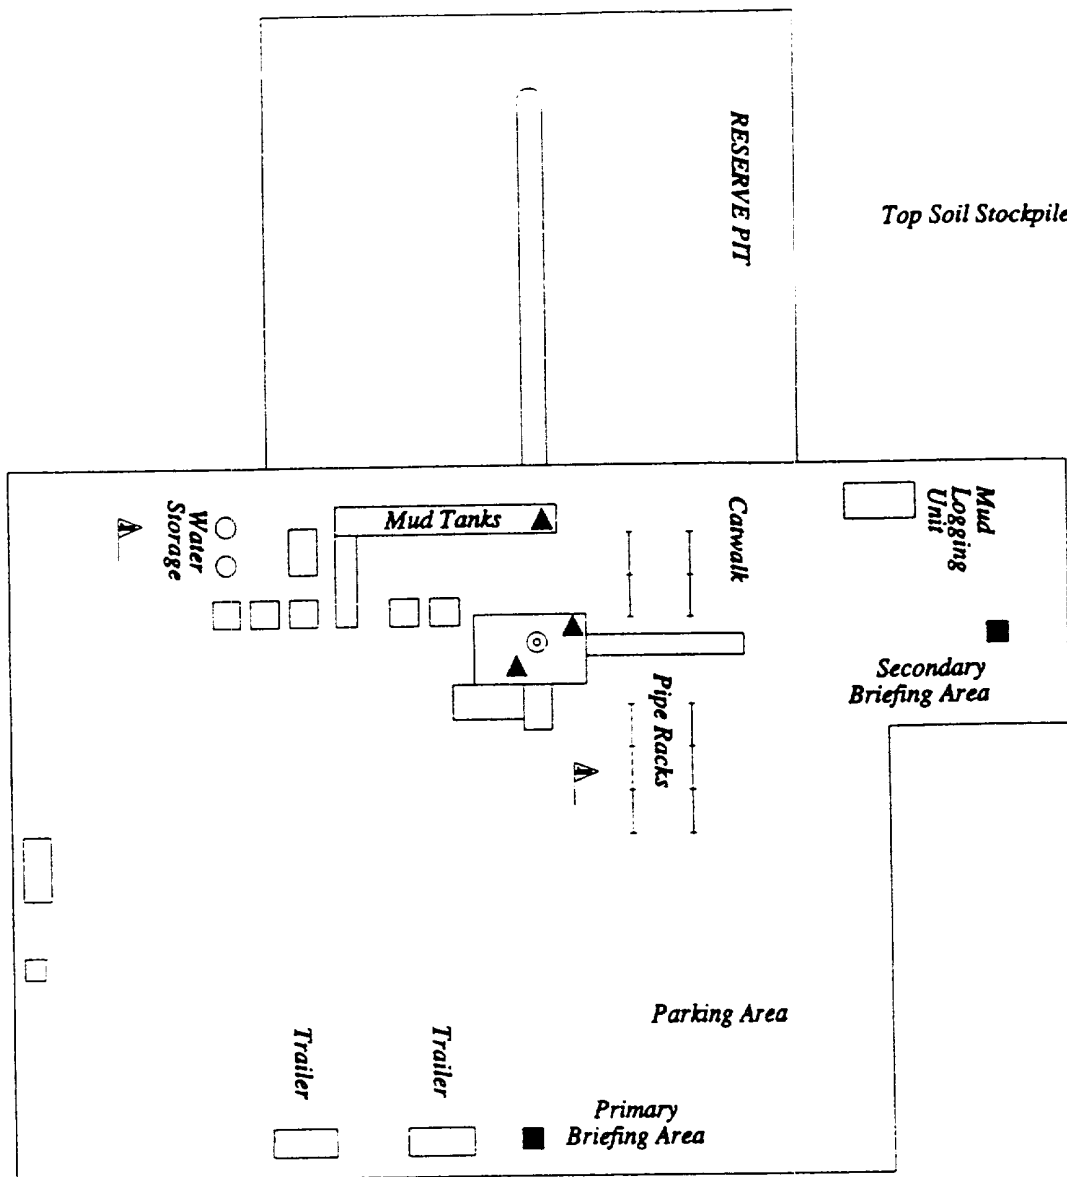 RESERVE PIT
Top Soil Stockpile
Water
Storage
Mud Tanks
Catwalk
Mud
Logging
Unit
Secondary
Briefing Area
Pipe Racks
Parking Area
Trailer
Trailer
Primary
Briefing Area